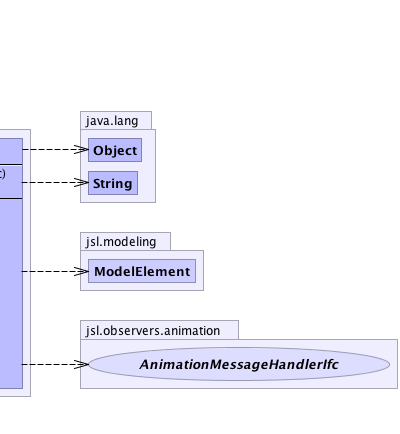 java.lang
Object
c)
String
jsl.modeling
ModelElement
jsl.observers.animation
AnimationMessageHandlerIfc